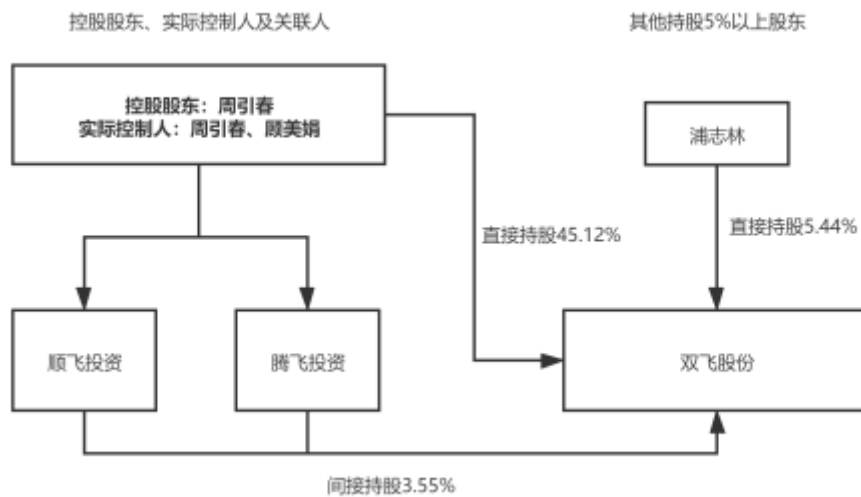 控股股东、实际控制人及关联人
其他持股5%以上股东
控股股东：周引春
实际控制人：周引春、顾美娟
浦志林
直接持股45.12%
直接持股5.44%
顺飞投资
腾飞投资
双飞股份
间接持股3.55%